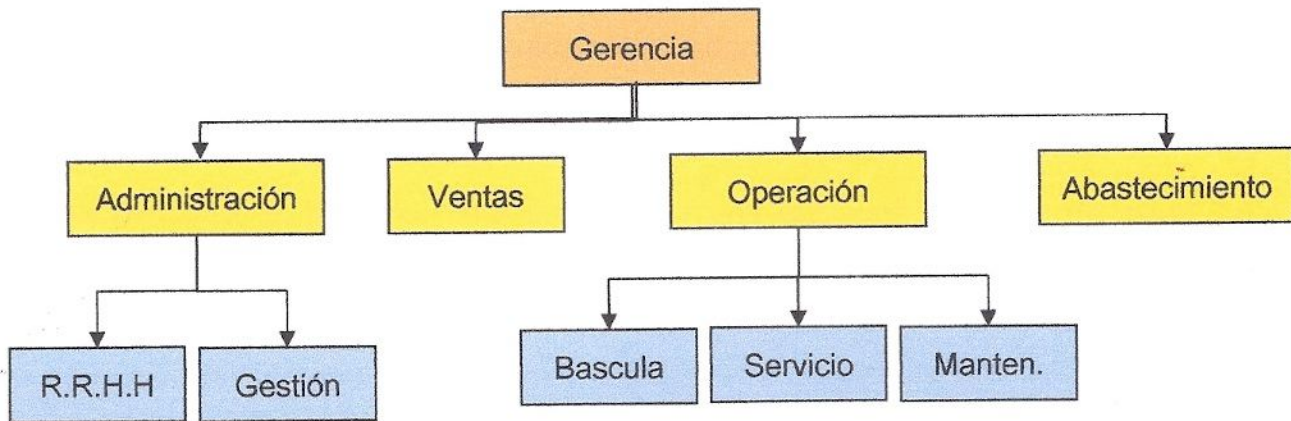 Gerencia
Administración
Ventas
Operación
Abastecimiento
R.R.H.H
Gestión
Bascula
Servicio
Manten.